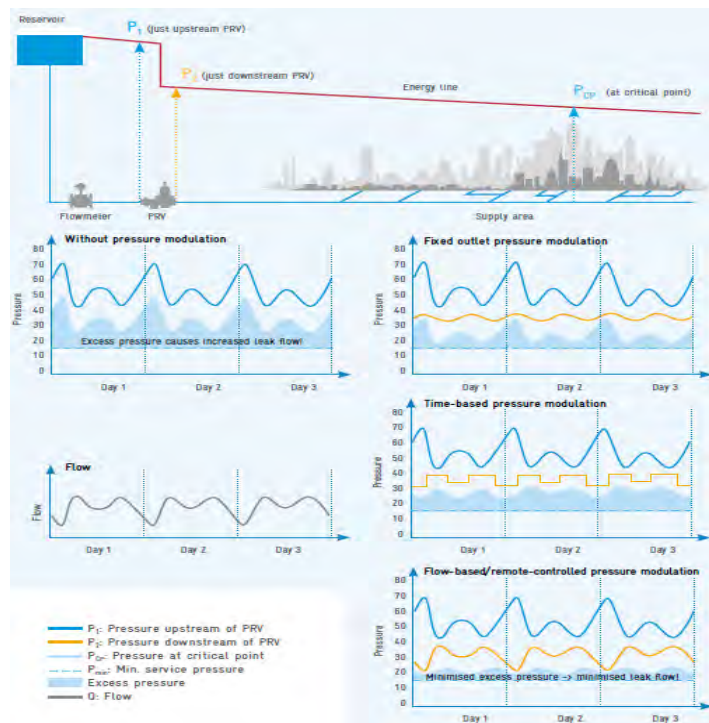 Reservoir
P1 (just upstream PRV)
P2 (just downstream PRV)
Energy line
PCP (at critical point)
Flowmeter
PRV
Supply area
Without pressure modulation
80
70
60
50
40
30
20
10
0
Pressure
Excess pressure causes increased leak flow!
Day 1
Day 2
Day 3
Fixed outlet pressure modulation
80
70
60
50
40
30
20
10
0
Pressure
Day 1
Day 2
Day 3
Time-based pressure modulation
80
70
60
50
40
30
20
10
0
Pressure
Day 1
Day 2
Day 3
Flow
Flow
Day 1
Day 2
Day 3
Flow-based/remote-controlled pressure modulation
80
70
60
50
40
30
20
10
0
Pressure
Minimised excess pressure -> minimised leak flow!
Day 1
Day 2
Day 3
P1: Pressure upstream of PRV
P2: Pressure downstream of PRV
PCP: Pressure at critical point
Pmin: Min. service pressure
Excess pressure
Q: Flow